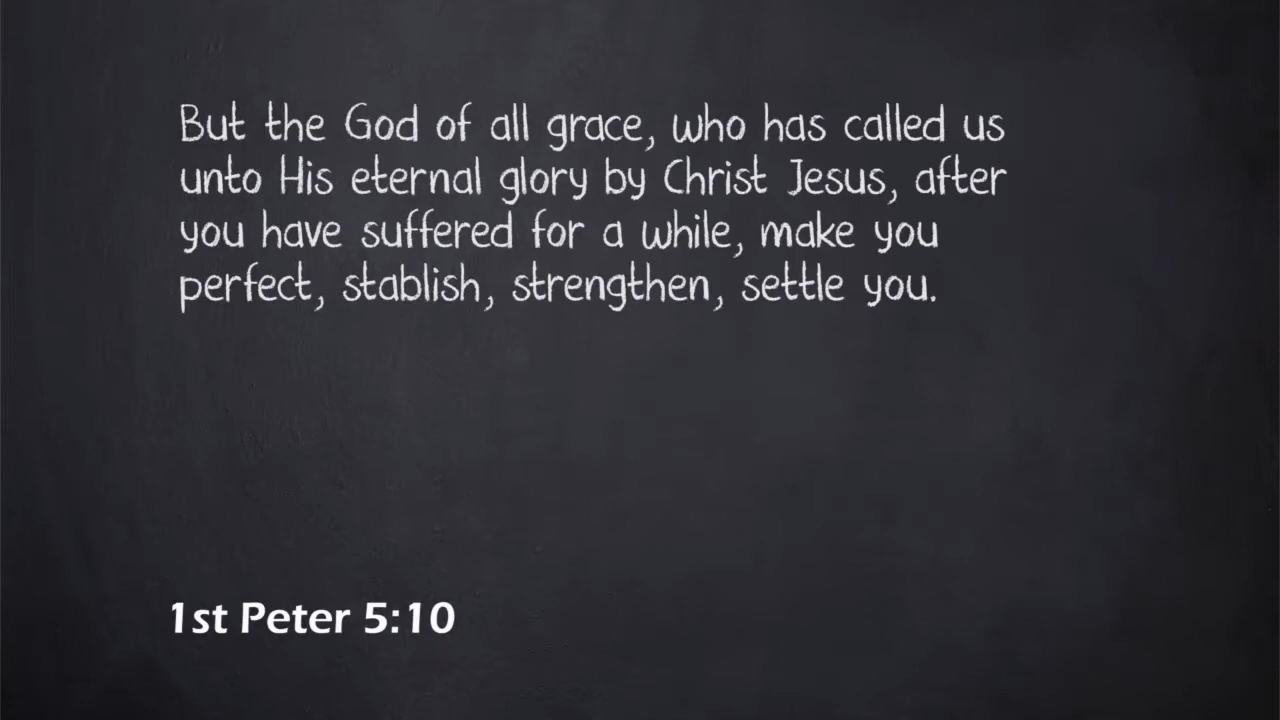 But the God of all grace, who has called us
unto His eternal glory by Christ Jesus, after
you have suffered for a while, make you
perfect, stablish, strengthen, settle you.
1st Peter 5:10